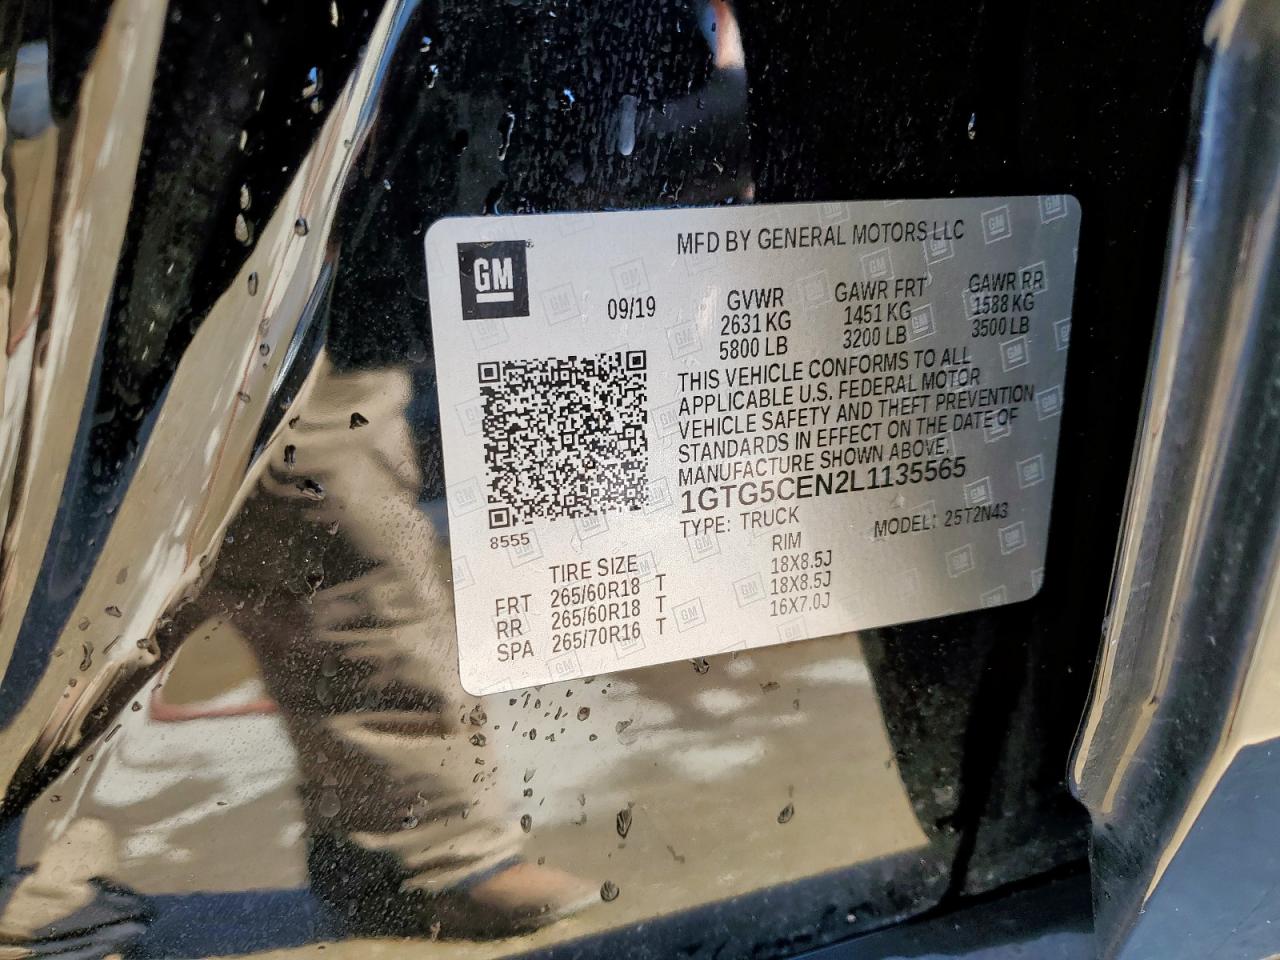 GM
MFD BY GENERAL MOTORS LLC
09/19
GVWR
2631 KG
5800 LB
GAWR FRT
1451 KG
3200 LB
GAWR RR
1588 KG
3500 LB
THIS VEHICLE CONFORMS TO ALL
APPLICABLE U.S. FEDERAL MOTOR
VEHICLE SAFETY AND THEFT PREVENTION
STANDARDS IN EFFECT ON THE DATE OF
MANUFACTURE SHOWN ABOVE.
1GTG5CEN2L1135565
TYPE: TRUCK
MODEL: 25T2N43
8555
TIRE SIZE
RIM
FRT 265/60R18 T 18X8.5J
RR 265/60R18 T 18X8.5J
SPA 265/70R16 T 16X7.0J